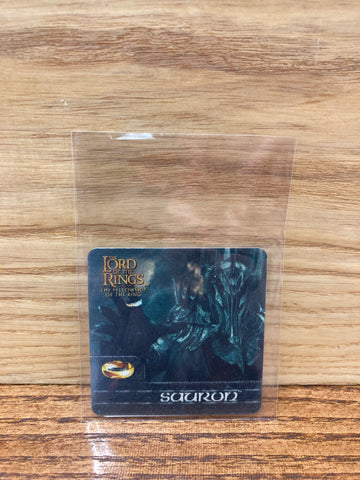 THE
LORD
OF THE
RINGS
THE FELLOWSHIP
OF THE RING
SAURON